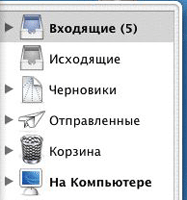 Входящие (5)
Исходящие
Черновики
Отправленные
Корзина
На Компьютере